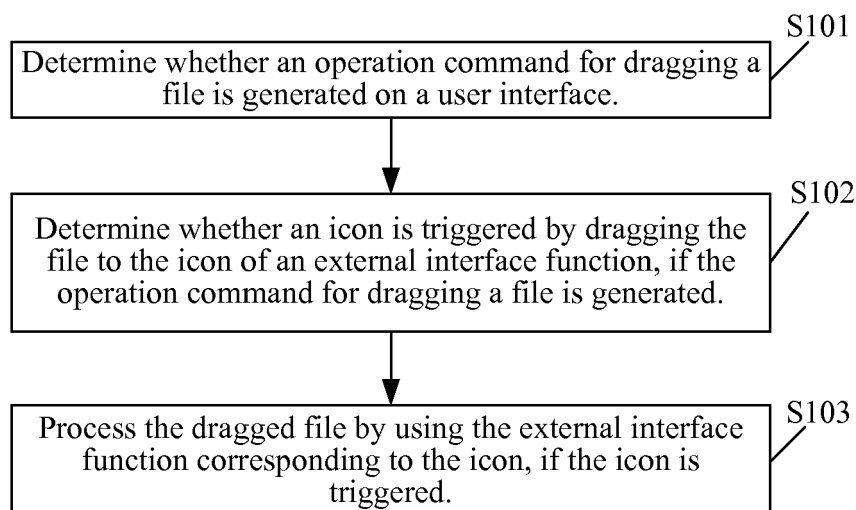 S101
Determine whether an operation command for dragging a
file is generated on a user interface.
S102
Determine whether an icon is triggered by dragging the
file to the icon of an external interface function, if the
operation command for dragging a file is generated.
S103
Process the dragged file by using the external interface
function corresponding to the icon, if the icon is
triggered.